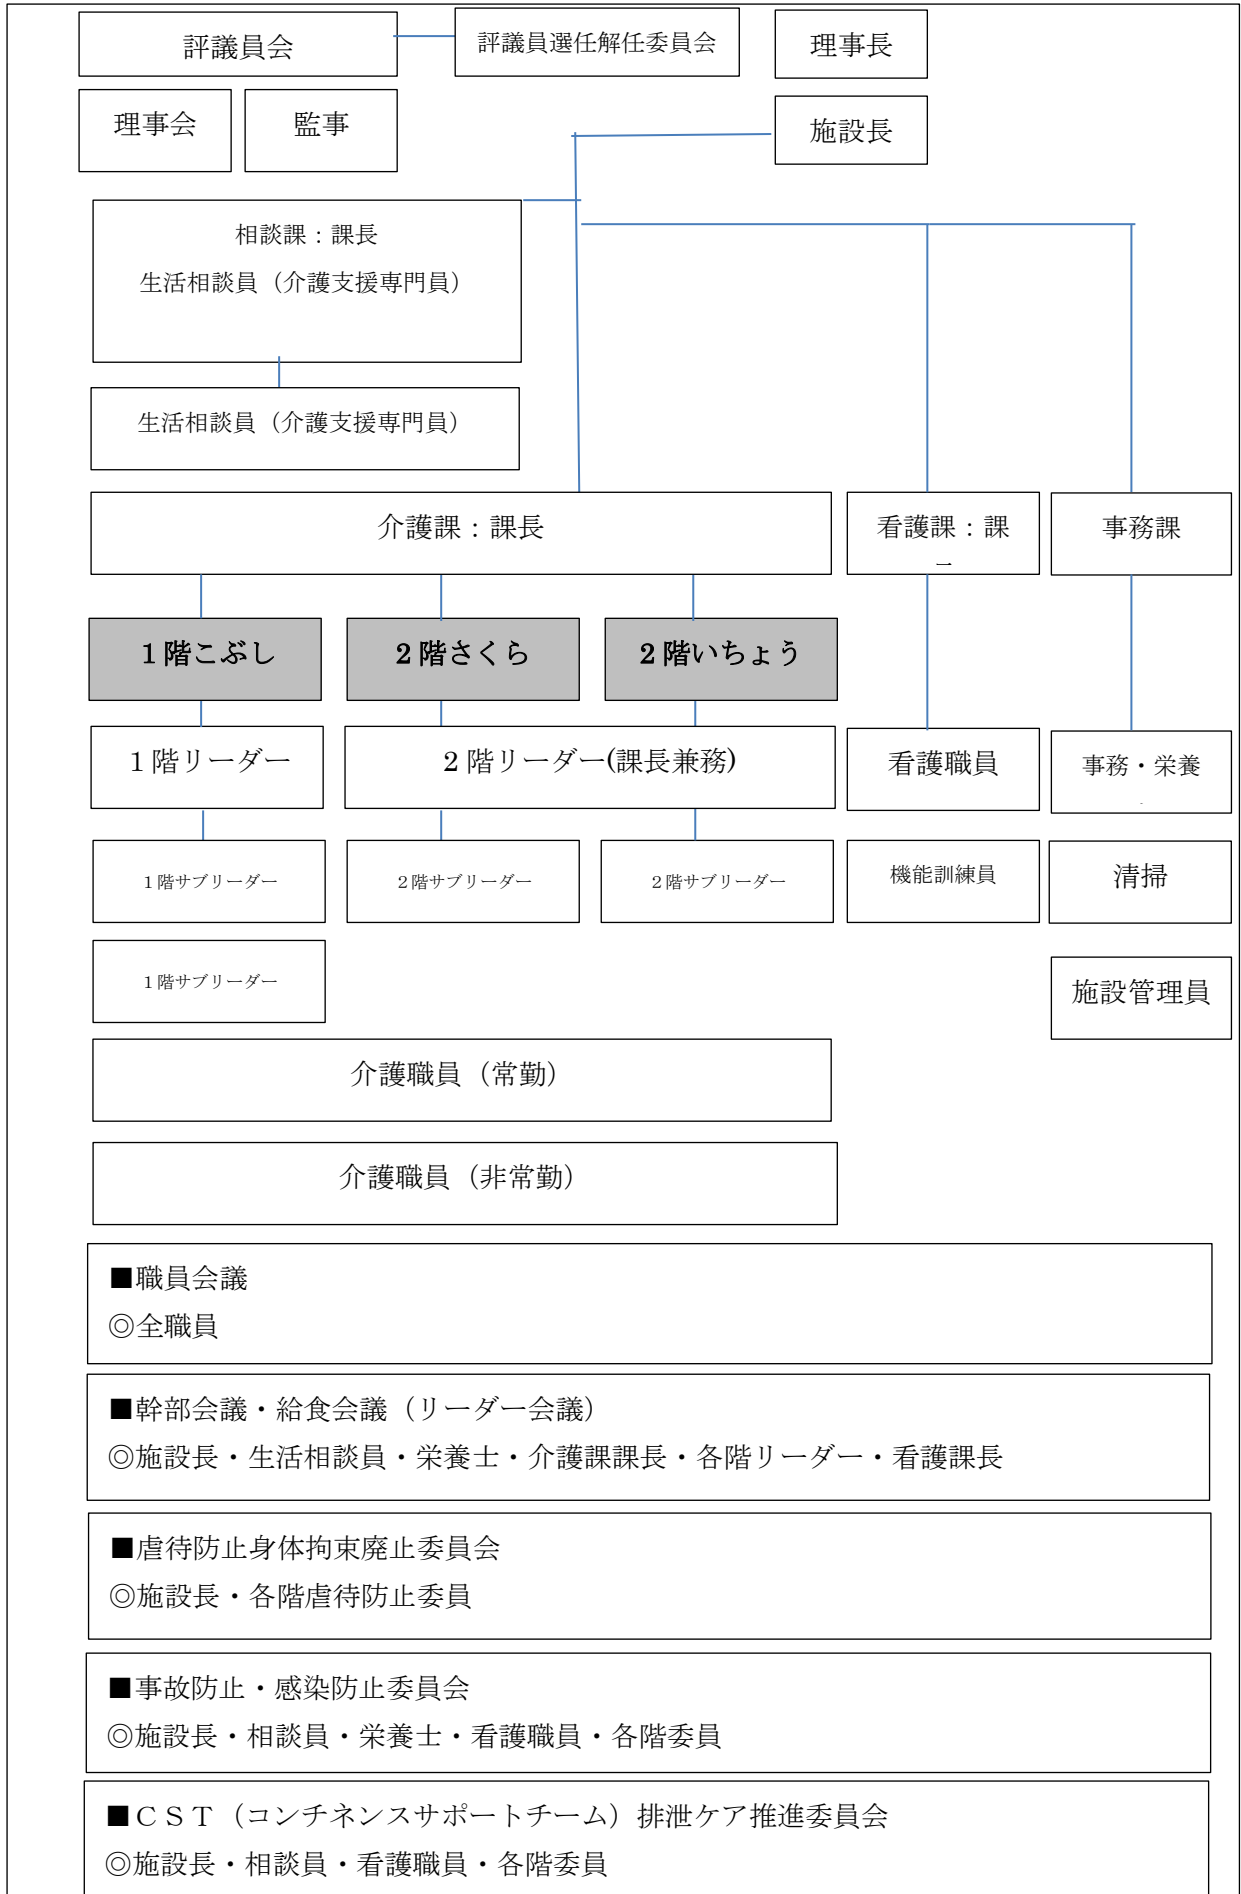 評議員会
評議員選任解任委員会
理事長
理事会
監事
施設長
相談課：課長
生活相談員（介護支援専門員）
生活相談員（介護支援専門員）
介護課：課長
看護課：課
事務課
１階こぶし
２階さくら
２階いちょう
１階リーダー
２階リーダー(課長兼務)
看護職員
事務・栄養
１階サブリーダー
２階サブリーダー
２階サブリーダー
機能訓練員
清掃
１階サブリーダー
施設管理員
介護職員（常勤）
介護職員（非常勤）
■職員会議
◎全職員
■幹部会議・給食会議（リーダー会議）
◎施設長・生活相談員・栄養士・介護課課長・各階リーダー・看護課長
■虐待防止身体拘束廃止委員会
◎施設長・各階虐待防止委員
■事故防止・感染防止委員会
◎施設長・相談員・栄養士・看護職員・各階委員
■ＣＳＴ（コンチネンスサポートチーム）排泄ケア推進委員会
◎施設長・相談員・看護職員・各階委員